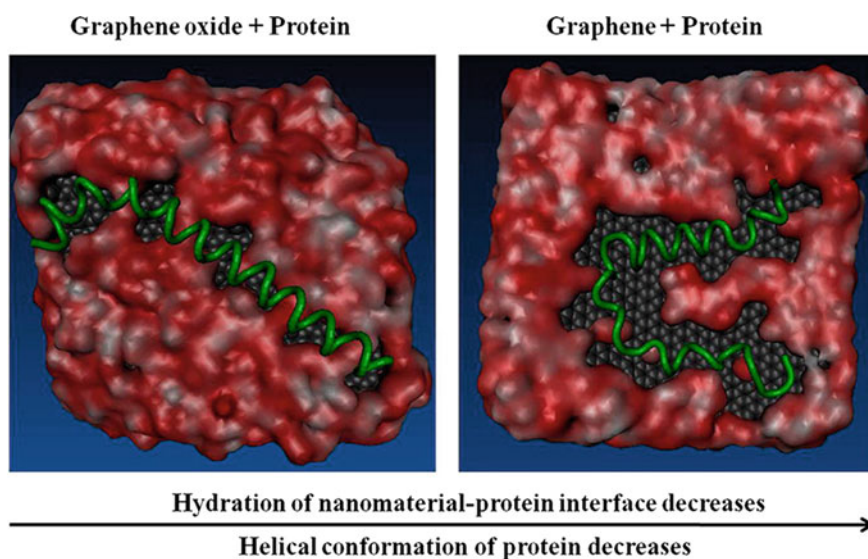 Graphene oxide + Protein
Graphene + Protein
Hydration of nanomaterial-protein interface decreases
Helical conformation of protein decreases